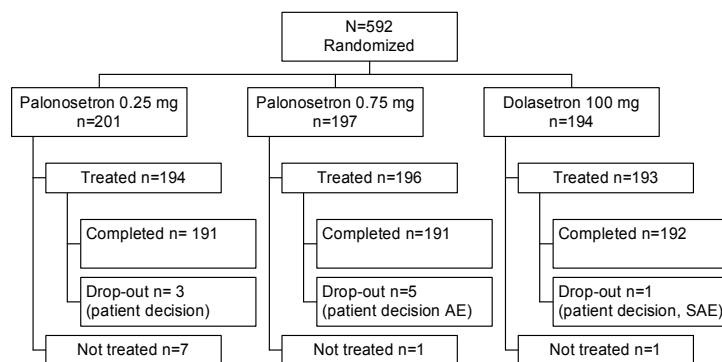 N=592
Randomized
Palonosetron 0.25 mg
n=201
Palonosetron 0.75 mg
n=197
Dolasetron 100 mg
n=194
Treated n=194
Treated n=196
Treated n=193
Completed n= 191
Completed n=191
Completed n=192
Drop-out n= 3
(patient decision)
Drop-out n=5
(patient decision AE)
Drop-out n=1
(patient decision, SAE)
Not treated n=7
Not treated n=1
Not treated n=1